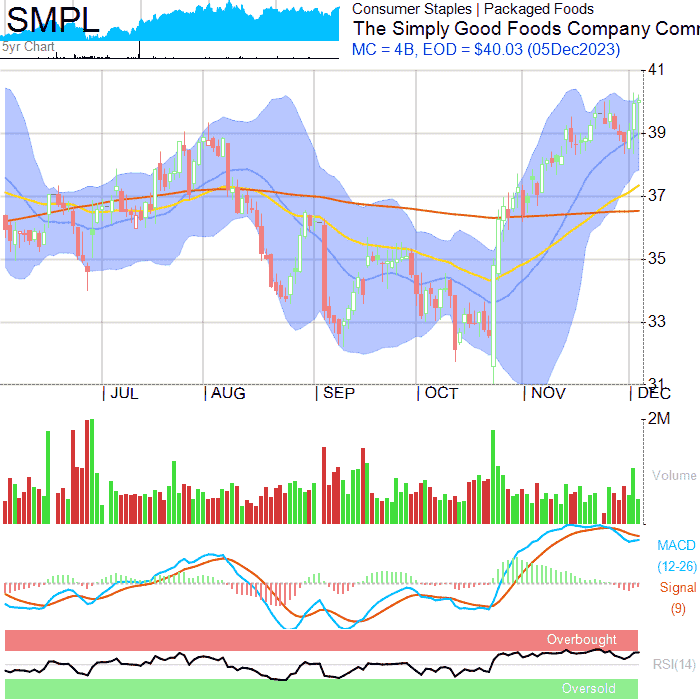 SMPL
5yr Chart
Consumer Staples | Packaged Foods
The Simply Good Foods Company Comm
MC = 4B, EOD = $40.03 (05Dec2023)
41
39
37
35
33
31
JUL AUG SEP OCT NOV DEC
2M
Volume
MACD
(12-26)
Signal
(9)
Overbought
RSI(14)
Oversold